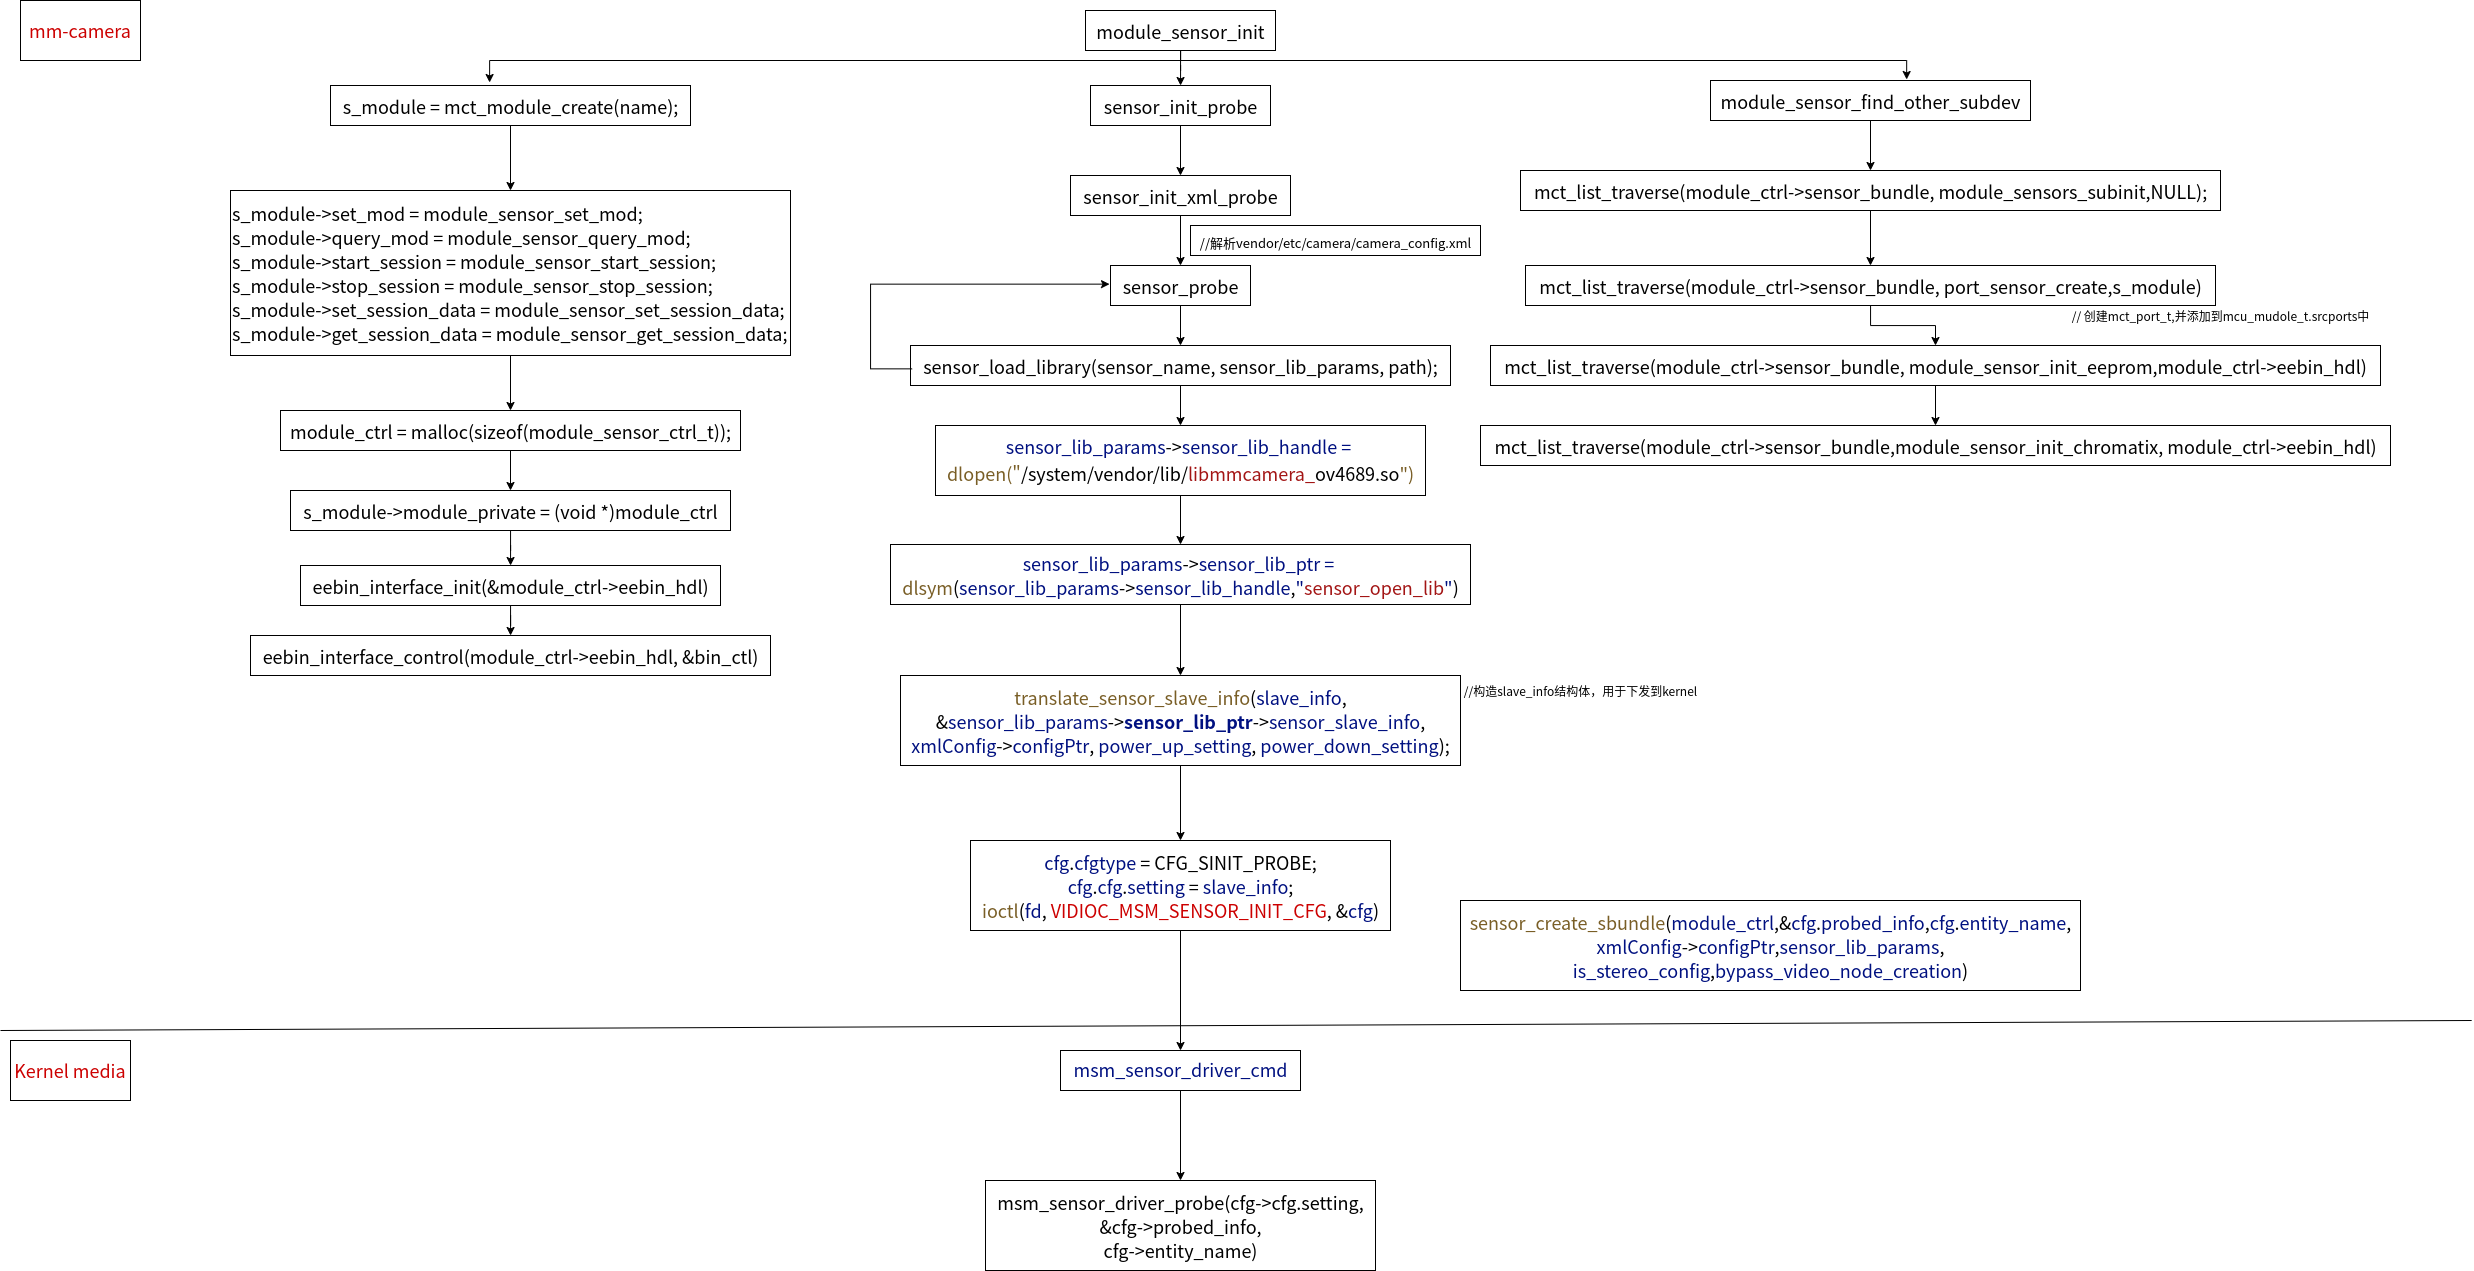 mm-camera
module_sensor_init
s_module = mct_module_create(name);
s_module->set_mod = module_sensor_set_mod;
s_module->query_mod = module_sensor_query_mod;
s_module->start_session = module_sensor_start_session;
s_module->stop_session = module_sensor_stop_session;
s_module->set_session_data = module_sensor_set_session_data;
s_module->get_session_data = module_sensor_get_session_data;
module_ctrl = malloc(sizeof(module_sensor_ctrl_t));
s_module->module_private = (void *)module_ctrl
eebin_interface_init(&module_ctrl->eebin_hdl)
eebin_interface_control(module_ctrl->eebin_hdl, &bin_ctl)
sensor_init_probe
sensor_init_xml_probe
//解析vendor/etc/camera/camera_config.xml
sensor_probe
sensor_load_library(sensor_name, sensor_lib_params, path);
sensor_lib_params->sensor_lib_handle =
dlopen("/system/vendor/lib/libmmcamera_ov4689.so")
sensor_lib_params->sensor_lib_ptr =
dlsym(sensor_lib_params->sensor_lib_handle,"sensor_open_lib")
translate_sensor_slave_info(slave_info,
&sensor_lib_params->sensor_lib_ptr->sensor_slave_info,
xmlConfig->configPtr, power_up_setting, power_down_setting);
//构造slave_info结构体，用于下发到kernel
cfg.cfgtype = CFG_SINIT_PROBE;
cfg.cfg.setting = slave_info;
ioctl(fd, VIDIOC_MSM_SENSOR_INIT_CFG, &cfg)
module_sensor_find_other_subdev
mct_list_traverse(module_ctrl->sensor_bundle, module_sensors_subinit,NULL);
mct_list_traverse(module_ctrl->sensor_bundle, port_sensor_create,s_module)
// 创建mct_port_t,并添加到mcu_mudole_t.srcports中
mct_list_traverse(module_ctrl->sensor_bundle, module_sensor_init_eeprom,module_ctrl->eebin_hdl)
mct_list_traverse(module_ctrl->sensor_bundle,module_sensor_init_chromatix, module_ctrl->eebin_hdl)
sensor_create_sbundle(module_ctrl,&cfg.probed_info,cfg.entity_name,
xmlConfig->configPtr,sensor_lib_params,
is_stereo_config,bypass_video_node_creation)
Kernel media
msm_sensor_driver_cmd
msm_sensor_driver_probe(cfg->cfg.setting,
&cfg->probed_info,
cfg->entity_name)